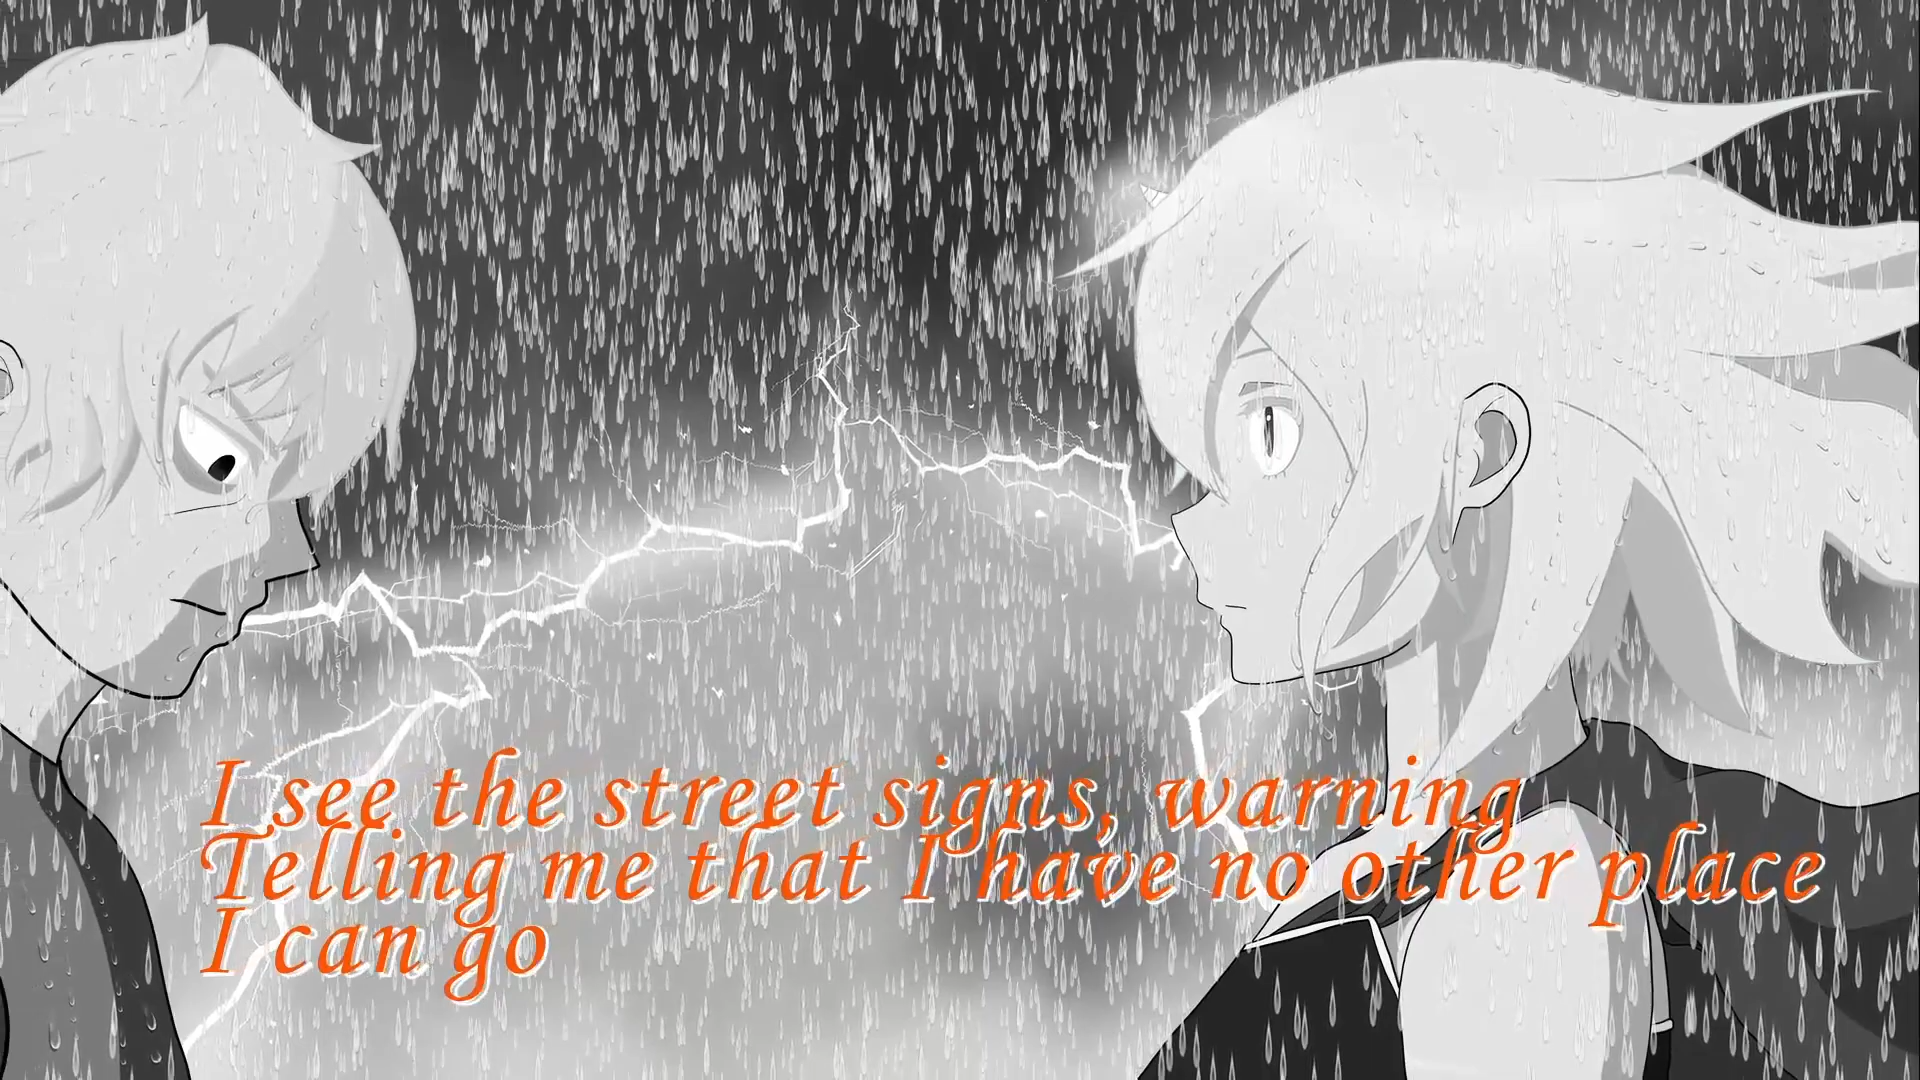 I see the street signs, warning
Telling me that I have no other place
I can go